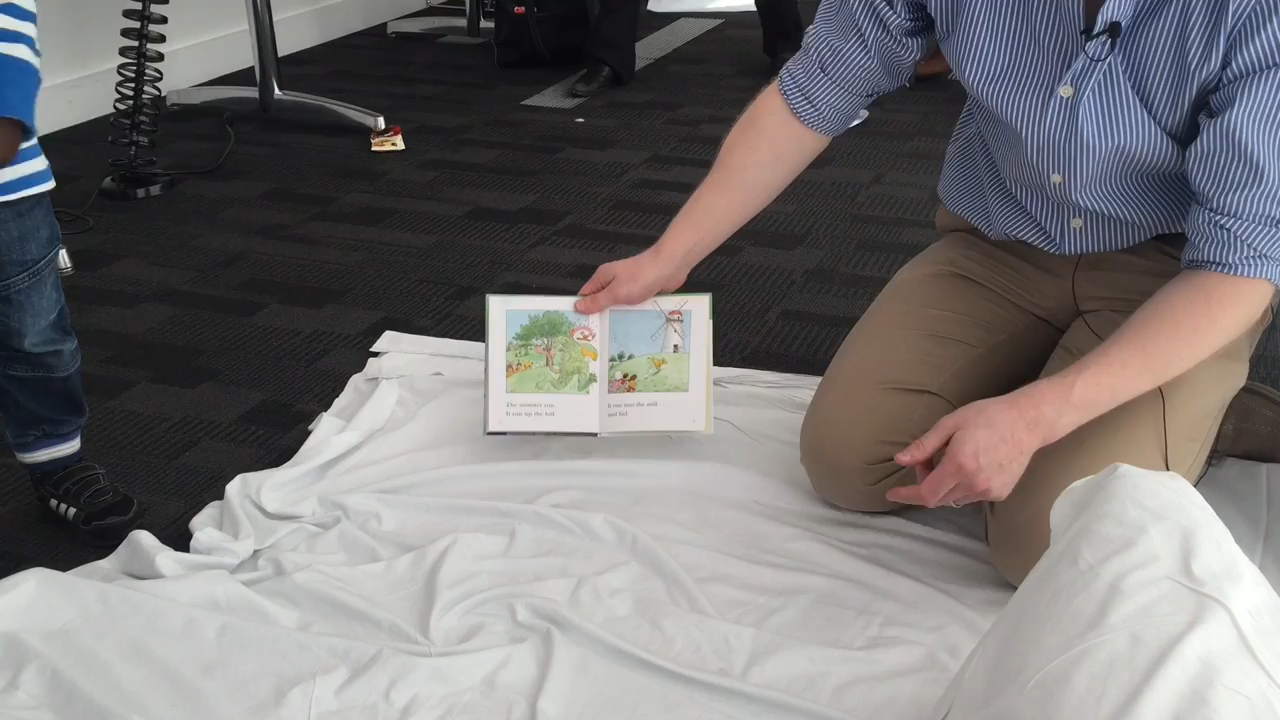 The monster ran.
It ran up the hill
It ran into the mill
and hid